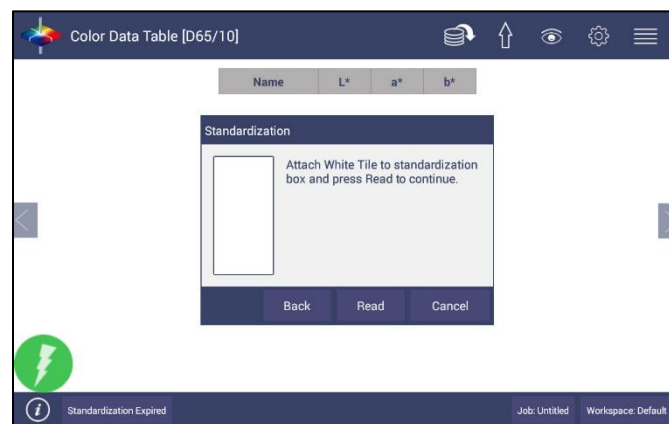 Color Data Table [D65/10]
Name L* a* b*
Standardization
Attach White Tile to standardization
box and press Read to continue.
Back Read Cancel
i Standardization Expired Job: Untitled Workspace: Default